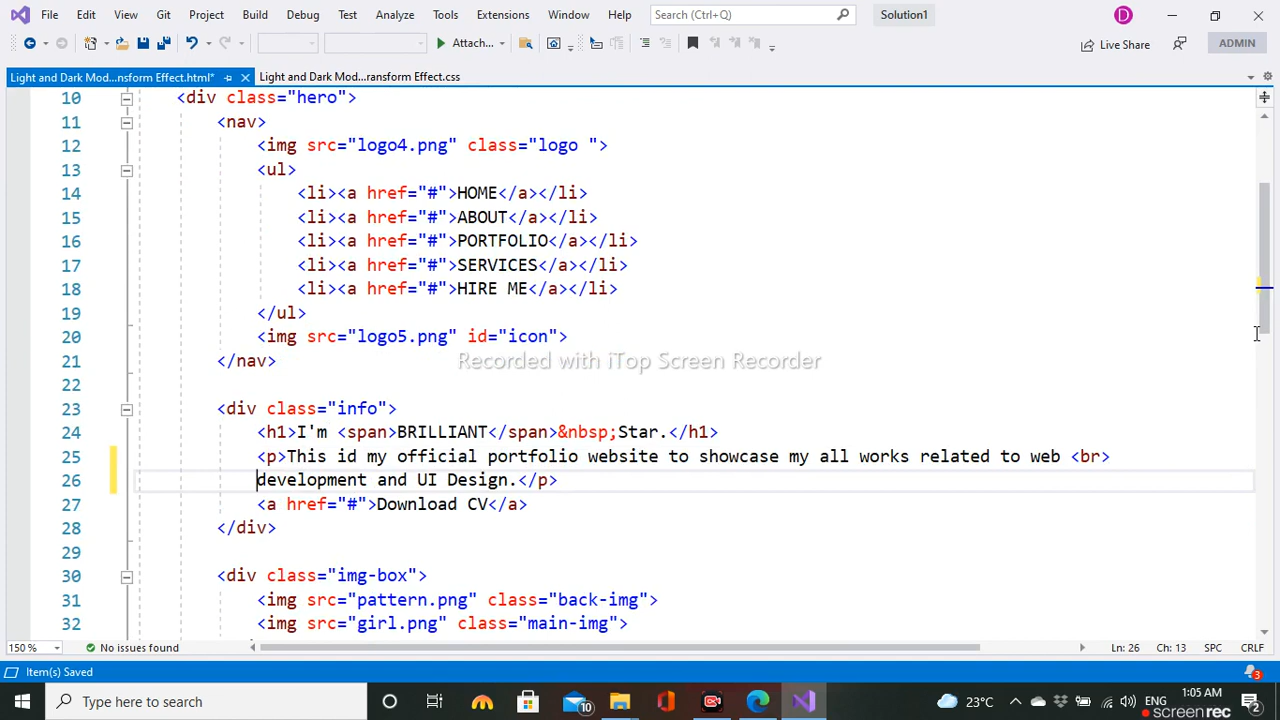 File Edit View Git Project Build Debug Test Analyze Tools Extensions Window Help Search (Ctrl+Q) Solution1 D
Attach... Live Share ADMIN
Light and Dark Mod...nsform Effect.html* Light and Dark Mod...ransform Effect.css
10 <div class="hero">
11 <nav>
12 <img src="logo4.png" class="logo ">
13 <ul>
14 <li><a href="#">HOME</a></li>
15 <li><a href="#">ABOUT</a></li>
16 <li><a href="#">PORTFOLIO</a></li>
17 <li><a href="#">SERVICES</a></li>
18 <li><a href="#">HIRE ME</a></li>
19 </ul>
20 <img src="logo5.png" id="icon">
Recorded with iTop Screen Recorder
21 </nav>
22
23 <div class="info">
24 <h1>I'm <span>BRILLIANT</span>&nbsp;Star.</h1>
25 <p>This id my official portfolio website to showcase my all works related to web <br>
26 development and UI Design.</p>
27 <a href="#">Download CV</a>
28 </div>
29
30 <div class="img-box">
31 <img src="pattern.png" class="back-img">
32 <img src="girl.png" class="main-img">
150 % No issues found Ln: 26 Ch: 13 SPC CRLF
Item(s) Saved 3
Type here to search 10 23°C ENG 1:05 AM 2
screenrec